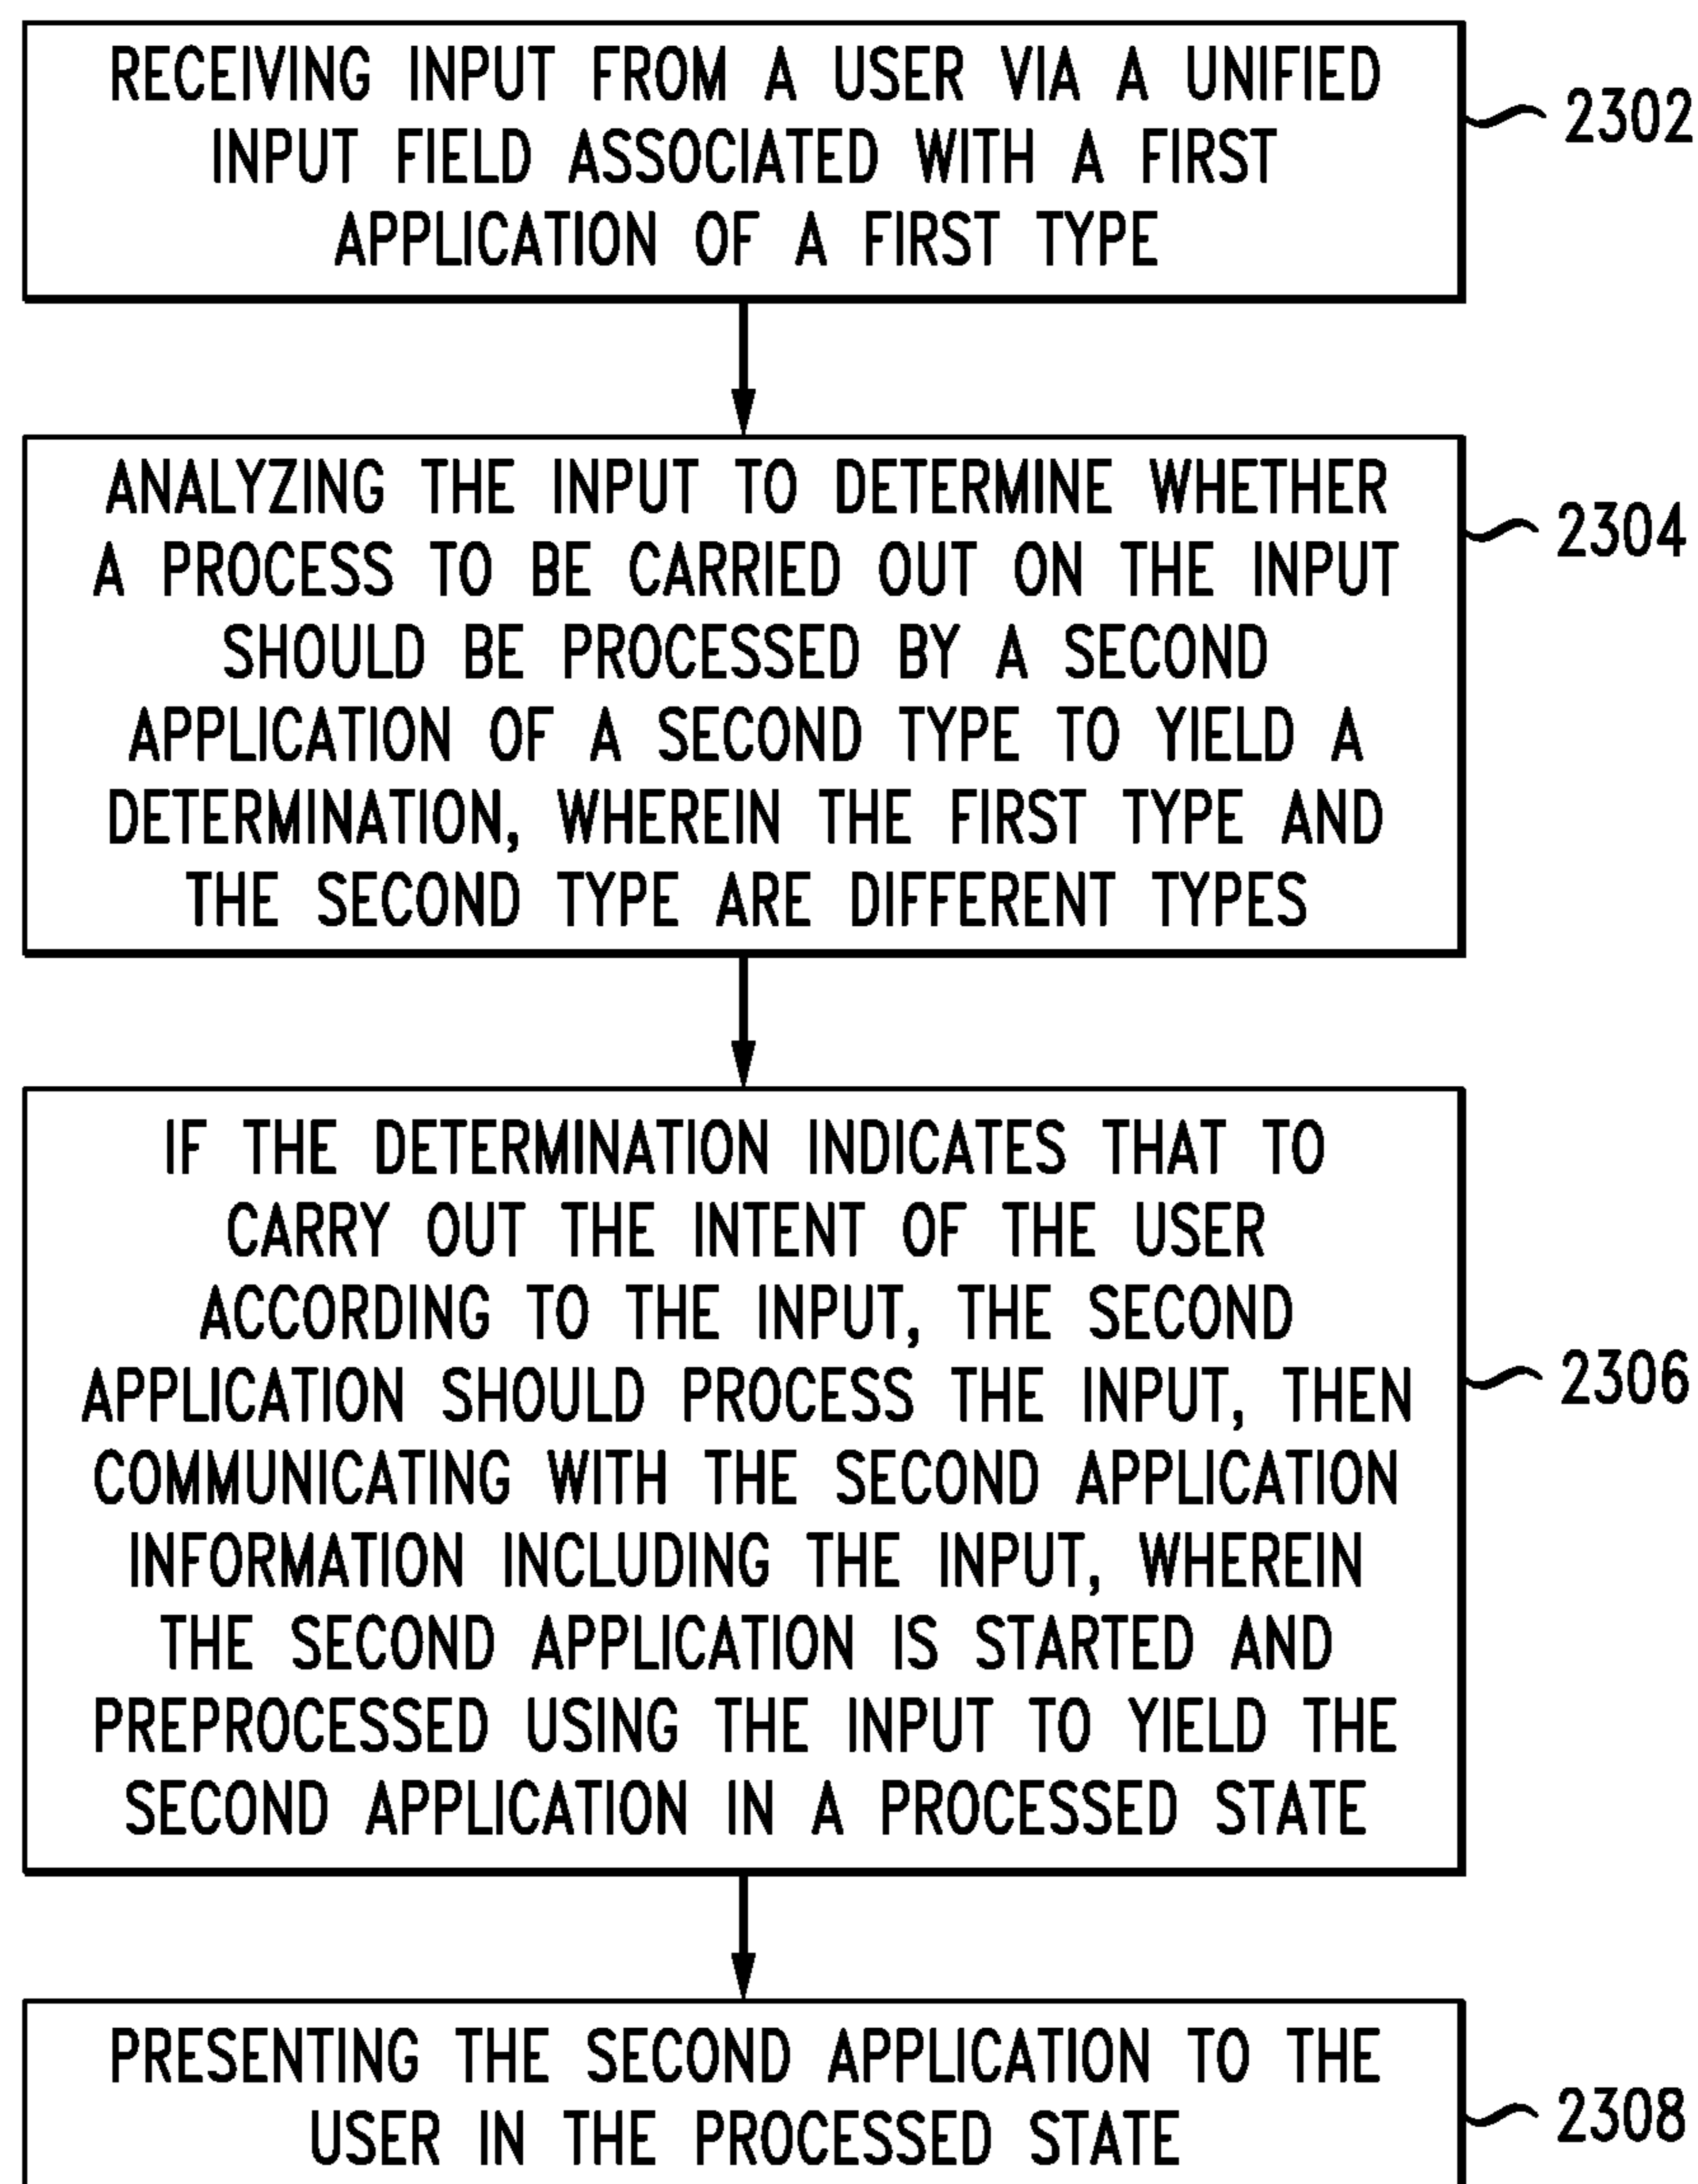 RECEIVING INPUT FROM A USER VIA A UNIFIED
INPUT FIELD ASSOCIATED WITH A FIRST
APPLICATION OF A FIRST TYPE
2302
ANALYZING THE INPUT TO DETERMINE WHETHER
A PROCESS TO BE CARRIED OUT ON THE INPUT
SHOULD BE PROCESSED BY A SECOND
APPLICATION OF A SECOND TYPE TO YIELD A
DETERMINATION, WHEREIN THE FIRST TYPE AND
THE SECOND TYPE ARE DIFFERENT TYPES
2304
IF THE DETERMINATION INDICATES THAT TO
CARRY OUT THE INTENT OF THE USER
ACCORDING TO THE INPUT, THE SECOND
APPLICATION SHOULD PROCESS THE INPUT, THEN
COMMUNICATING WITH THE SECOND APPLICATION
INFORMATION INCLUDING THE INPUT, WHEREIN
THE SECOND APPLICATION IS STARTED AND
PREPROCESSED USING THE INPUT TO YIELD THE
SECOND APPLICATION IN A PROCESSED STATE
2306
PRESENTING THE SECOND APPLICATION TO THE
USER IN THE PROCESSED STATE
2308